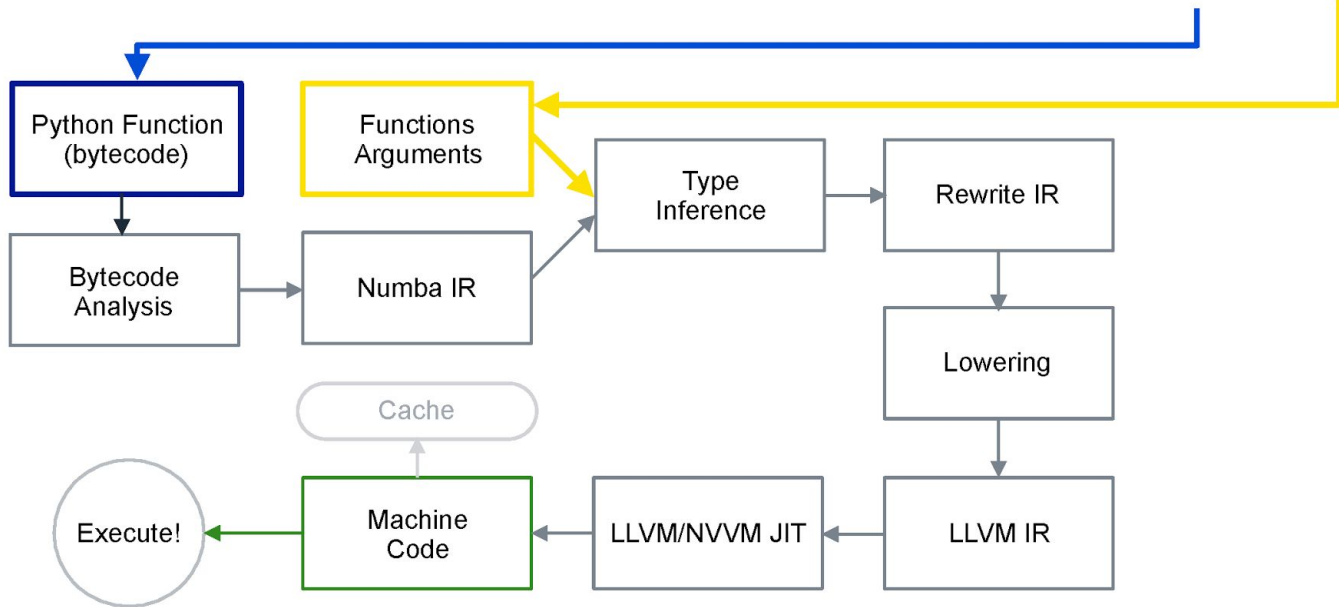 Python Function
(bytecode)
Functions
Arguments
Type
Inference
Rewrite IR
Bytecode
Analysis
Numba IR
Lowering
Cache
Execute!
Machine
Code
LLVM/NVVM JIT
LLVM IR